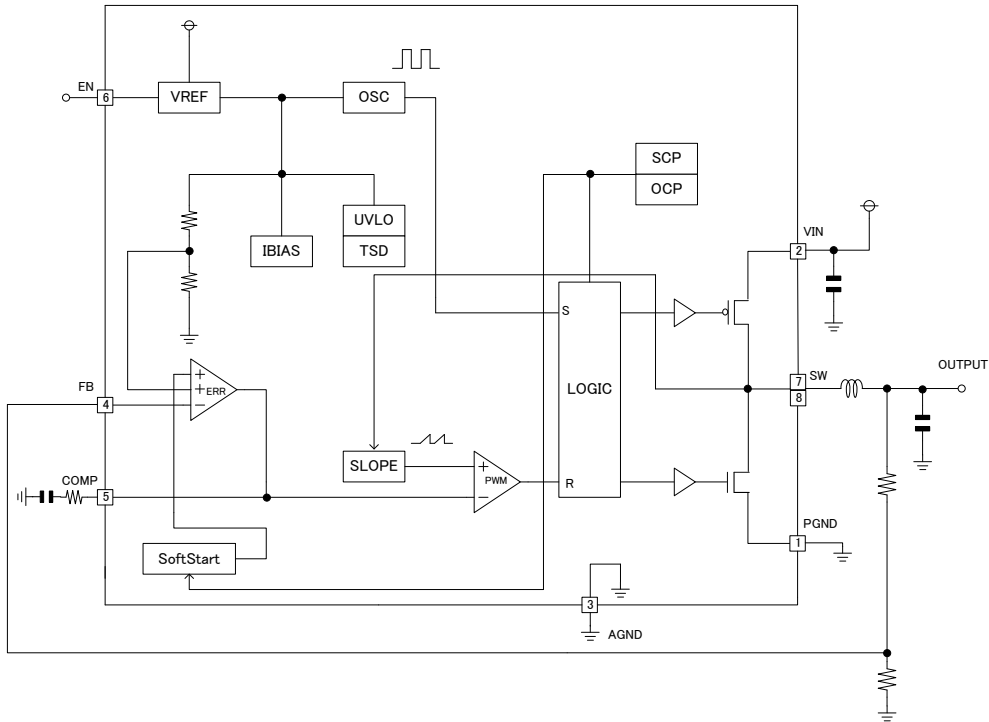 EN
6
VREF
OSC
SCP
OCP
UVLO
TSD
IBIAS
VIN
2
S
LOGIC
R
SW
7
8
OUTPUT
FB
4
+
+
−
ERR
COMP
5
SLOPE
+
−
PWM
SoftStart
PGND
1
3
AGND